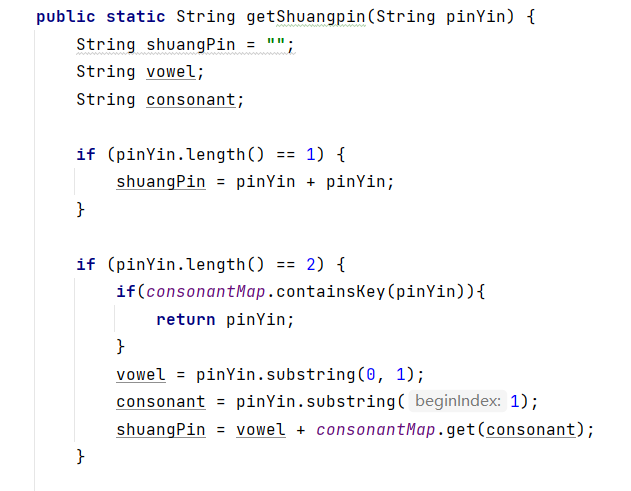 public static String getShuangpin(String pinYin) {
    String shuangPin = "";
    String vowel;
    String consonant;

    if (pinYin.length() == 1) {
        shuangPin = pinYin + pinYin;
    }

    if (pinYin.length() == 2) {
        if(consonantMap.containsKey(pinYin)){
            return pinYin;
        }
        vowel = pinYin.substring(0, 1);
        consonant = pinYin.substring( beginIndex: 1);
        shuangPin = vowel + consonantMap.get(consonant);
    }